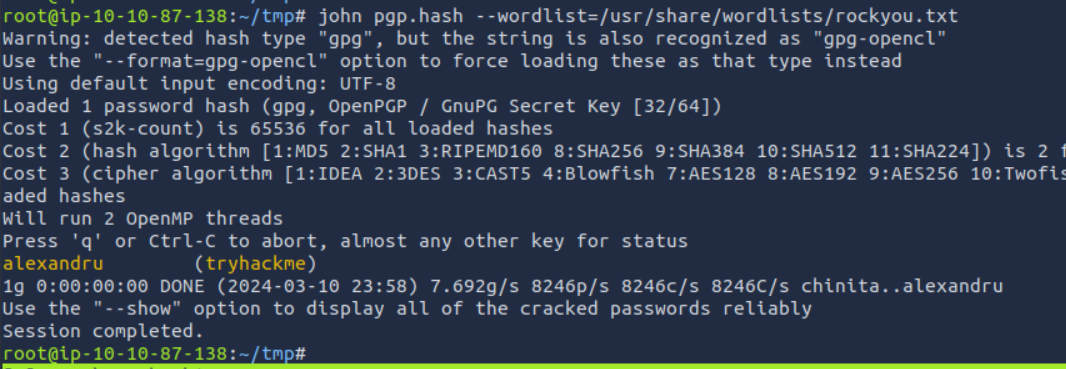 root@ip-10-10-87-138:~/tmp# john pgp.hash --wordlist=/usr/share/wordlists/rockyou.txt
Warning: detected hash type "gpg", but the string is also recognized as "gpg-opencl"
Use the "--format=gpg-opencl" option to force loading these as that type instead
Using default input encoding: UTF-8
Loaded 1 password hash (gpg, OpenPGP / GnuPG Secret Key [32/64])
Cost 1 (s2k-count) is 65536 for all loaded hashes
Cost 2 (hash algorithm [1:MD5 2:SHA1 3:RIPEMD160 8:SHA256 9:SHA384 10:SHA512 11:SHA224]) is 2 f
Cost 3 (cipher algorithm [1:IDEA 2:3DES 3:CAST5 4:Blowfish 7:AES128 8:AES192 9:AES256 10:Twofis
aded hashes
Will run 2 OpenMP threads
Press 'q' or Ctrl-C to abort, almost any other key for status
alexandru        (tryhackme)
1g 0:00:00:00 DONE (2024-03-10 23:58) 7.692g/s 8246p/s 8246c/s 8246C/s chinita..alexandru
Use the "--show" option to display all of the cracked passwords reliably
Session completed.
root@ip-10-10-87-138:~/tmp#